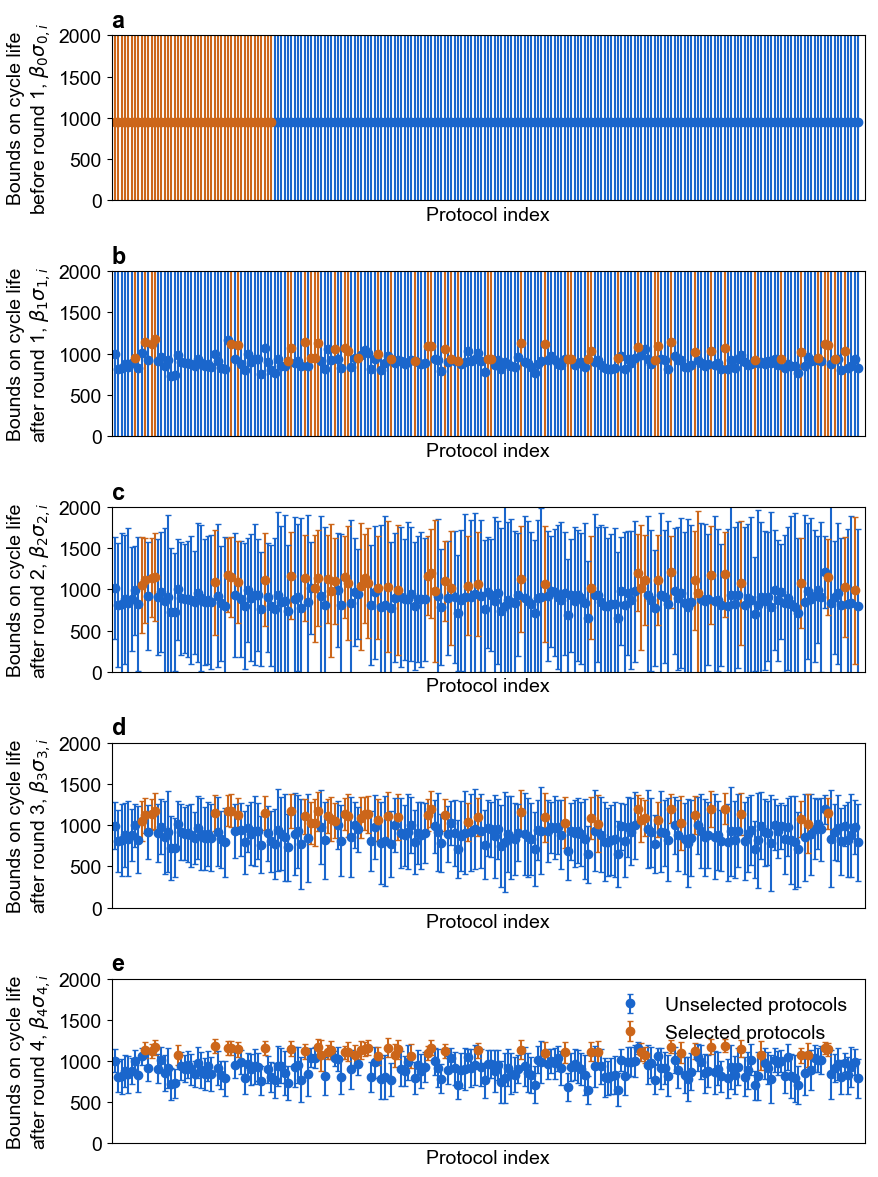 a
Bounds on cycle life
before round 1, β₀σ₀,ᵢ
2000
1500
1000
500
0
Protocol index
b
Bounds on cycle life
after round 1, β₁σ₁,ᵢ
2000
1500
1000
500
0
Protocol index
c
Bounds on cycle life
after round 2, β₂σ₂,ᵢ
2000
1500
1000
500
0
Protocol index
d
Bounds on cycle life
after round 3, β₃σ₃,ᵢ
2000
1500
1000
500
0
Protocol index
e
Bounds on cycle life
after round 4, β₄σ₄,ᵢ
2000
1500
1000
500
0
Unselected protocols
Selected protocols
Protocol index